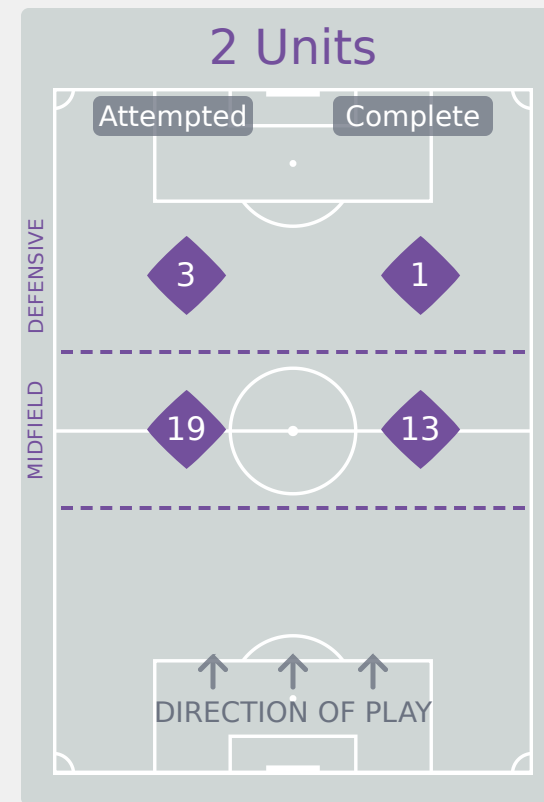 2 Units
Attempted Complete
DEFENSIVE
3 1
MIDFIELD
19 13
DIRECTION OF PLAY